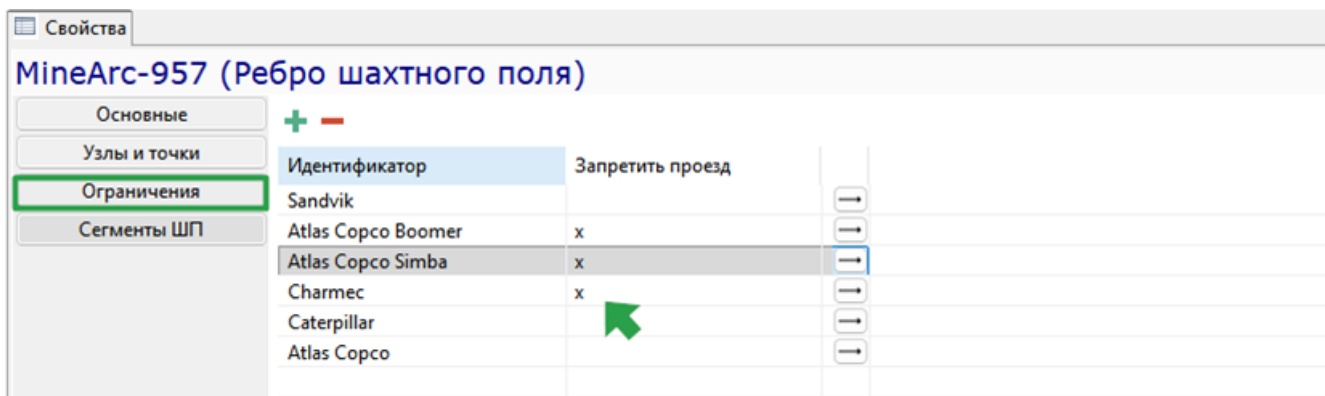 Свойства
MineArc-957 (Ребро шахтного поля)
Основные
Узлы и точки
Ограничения
Сегменты ШП
Идентификатор Запретить проезд
Sandvik
Atlas Copco Boomer x
Atlas Copco Simba x
Charmec x
Caterpillar
Atlas Copco